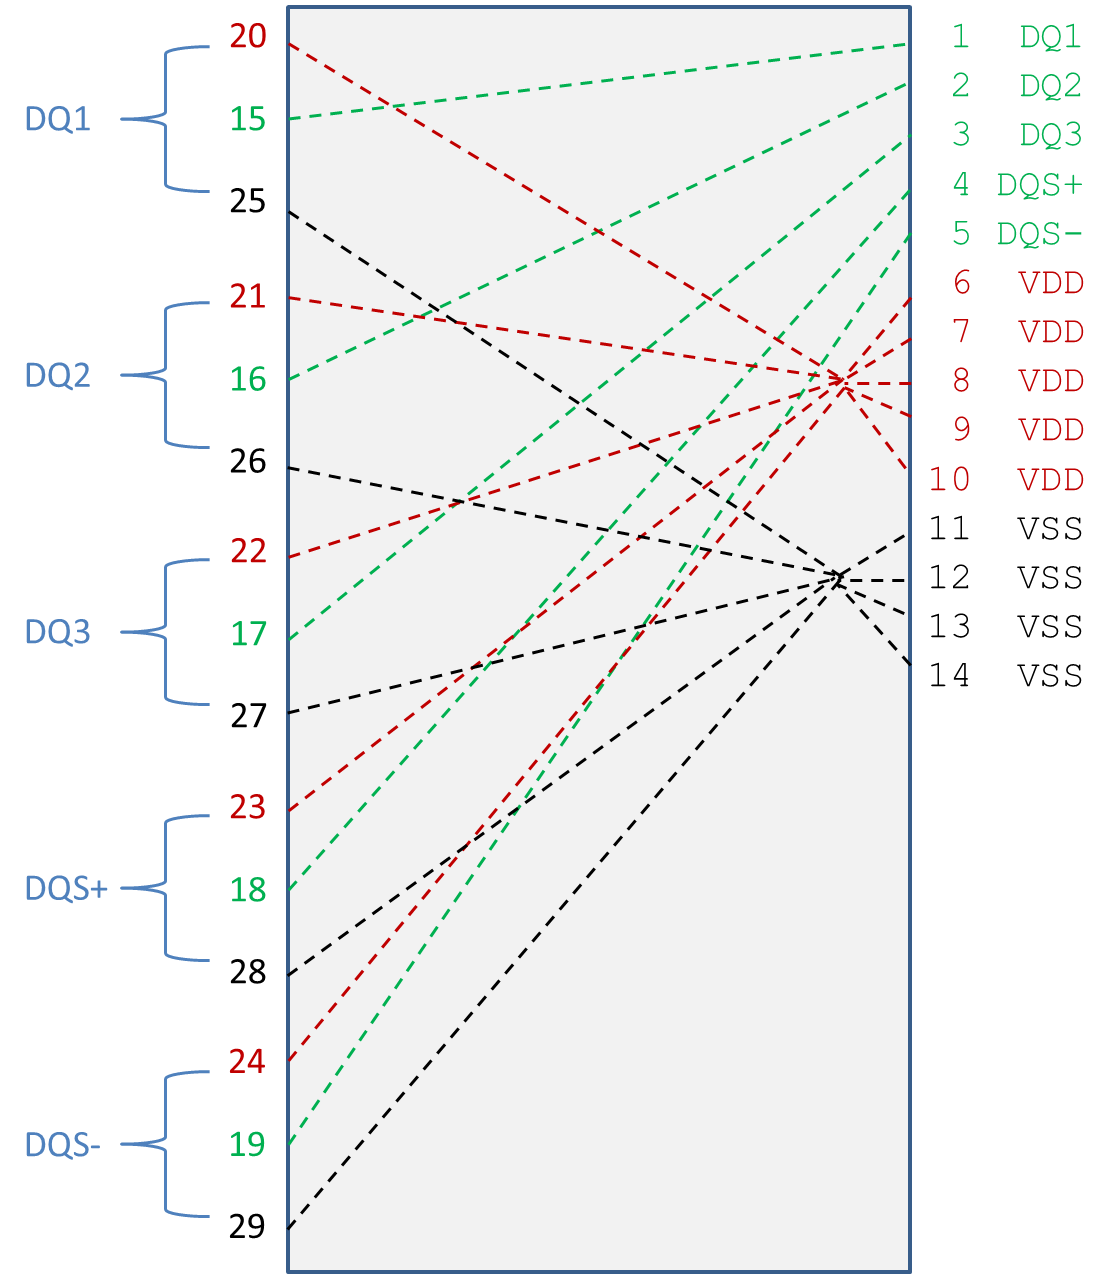 20
DQ1
15
25
21
DQ2
16
26
22
DQ3
17
27
23
DQS+
18
28
24
DQS-
19
29
1 DQ1
2 DQ2
3 DQ3
4 DQS+
5 DQS-
6 VDD
7 VDD
8 VDD
9 VDD
10 VDD
11 VSS
12 VSS
13 VSS
14 VSS